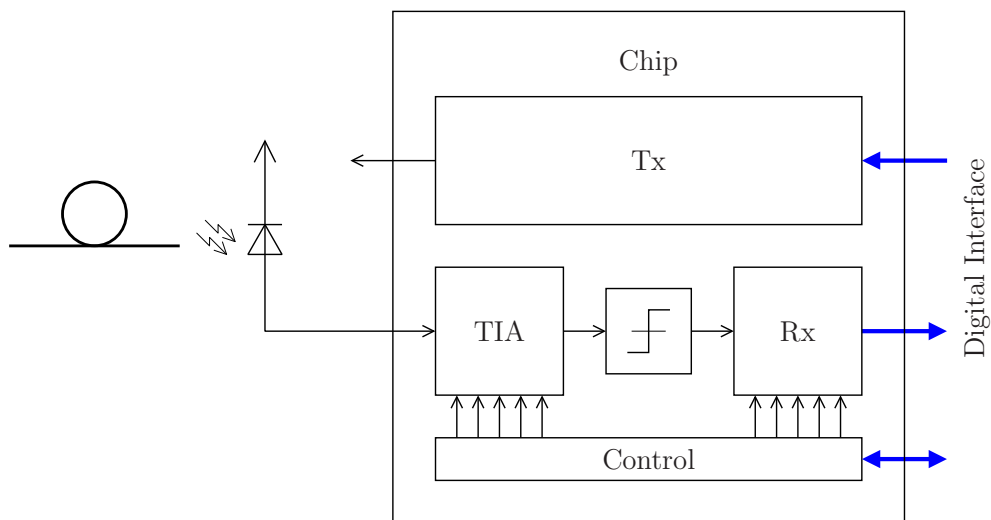 Chip
Tx
Digital Interface
TIA
Rx
Control